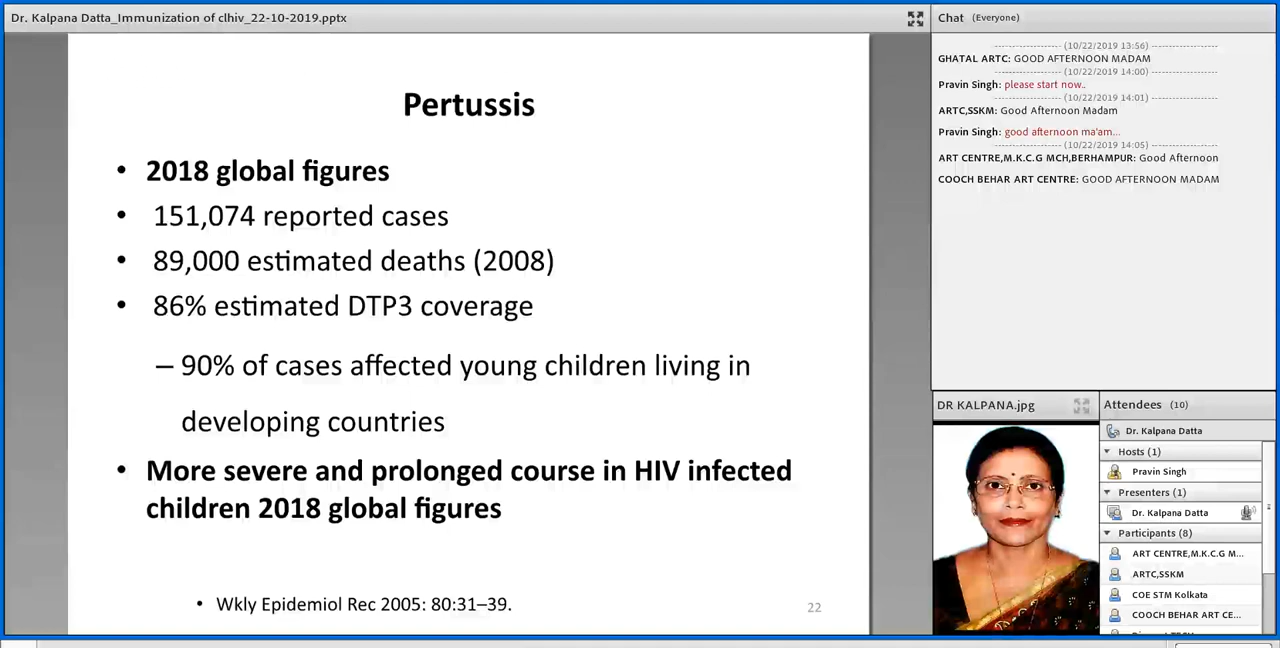 Dr. Kalpana Datta_Immunization of clhiv_22-10-2019.pptx
Pertussis
• 2018 global figures
• 151,074 reported cases
• 89,000 estimated deaths (2008)
• 86% estimated DTP3 coverage
– 90% of cases affected young children living in
developing countries
• More severe and prolonged course in HIV infected
children 2018 global figures
• Wkly Epidemiol Rec 2005: 80:31–39.
22
Chat (Everyone)
------------------- (10/22/2019 13:56) -------------------
GHATAL ARTC: GOOD AFTERNOON MADAM
------------------- (10/22/2019 14:00) -------------------
Pravin Singh: please start now..
------------------- (10/22/2019 14:01) -------------------
ARTC,SSKM: Good Afternoon Madam
Pravin Singh: good afternoon ma'am...
------------------- (10/22/2019 14:05) -------------------
ART CENTRE,M.K.C.G MCH,BERHAMPUR: Good Afternoon
COOCH BEHAR ART CENTRE: GOOD AFTERNOON MADAM
DR KALPANA.jpg
Attendees (10)
Dr. Kalpana Datta
Hosts (1)
Pravin Singh
Presenters (1)
Dr. Kalpana Datta
Participants (8)
ART CENTRE,M.K.C.G M...
ARTC,SSKM
COE STM Kolkata
COOCH BEHAR ART CE...